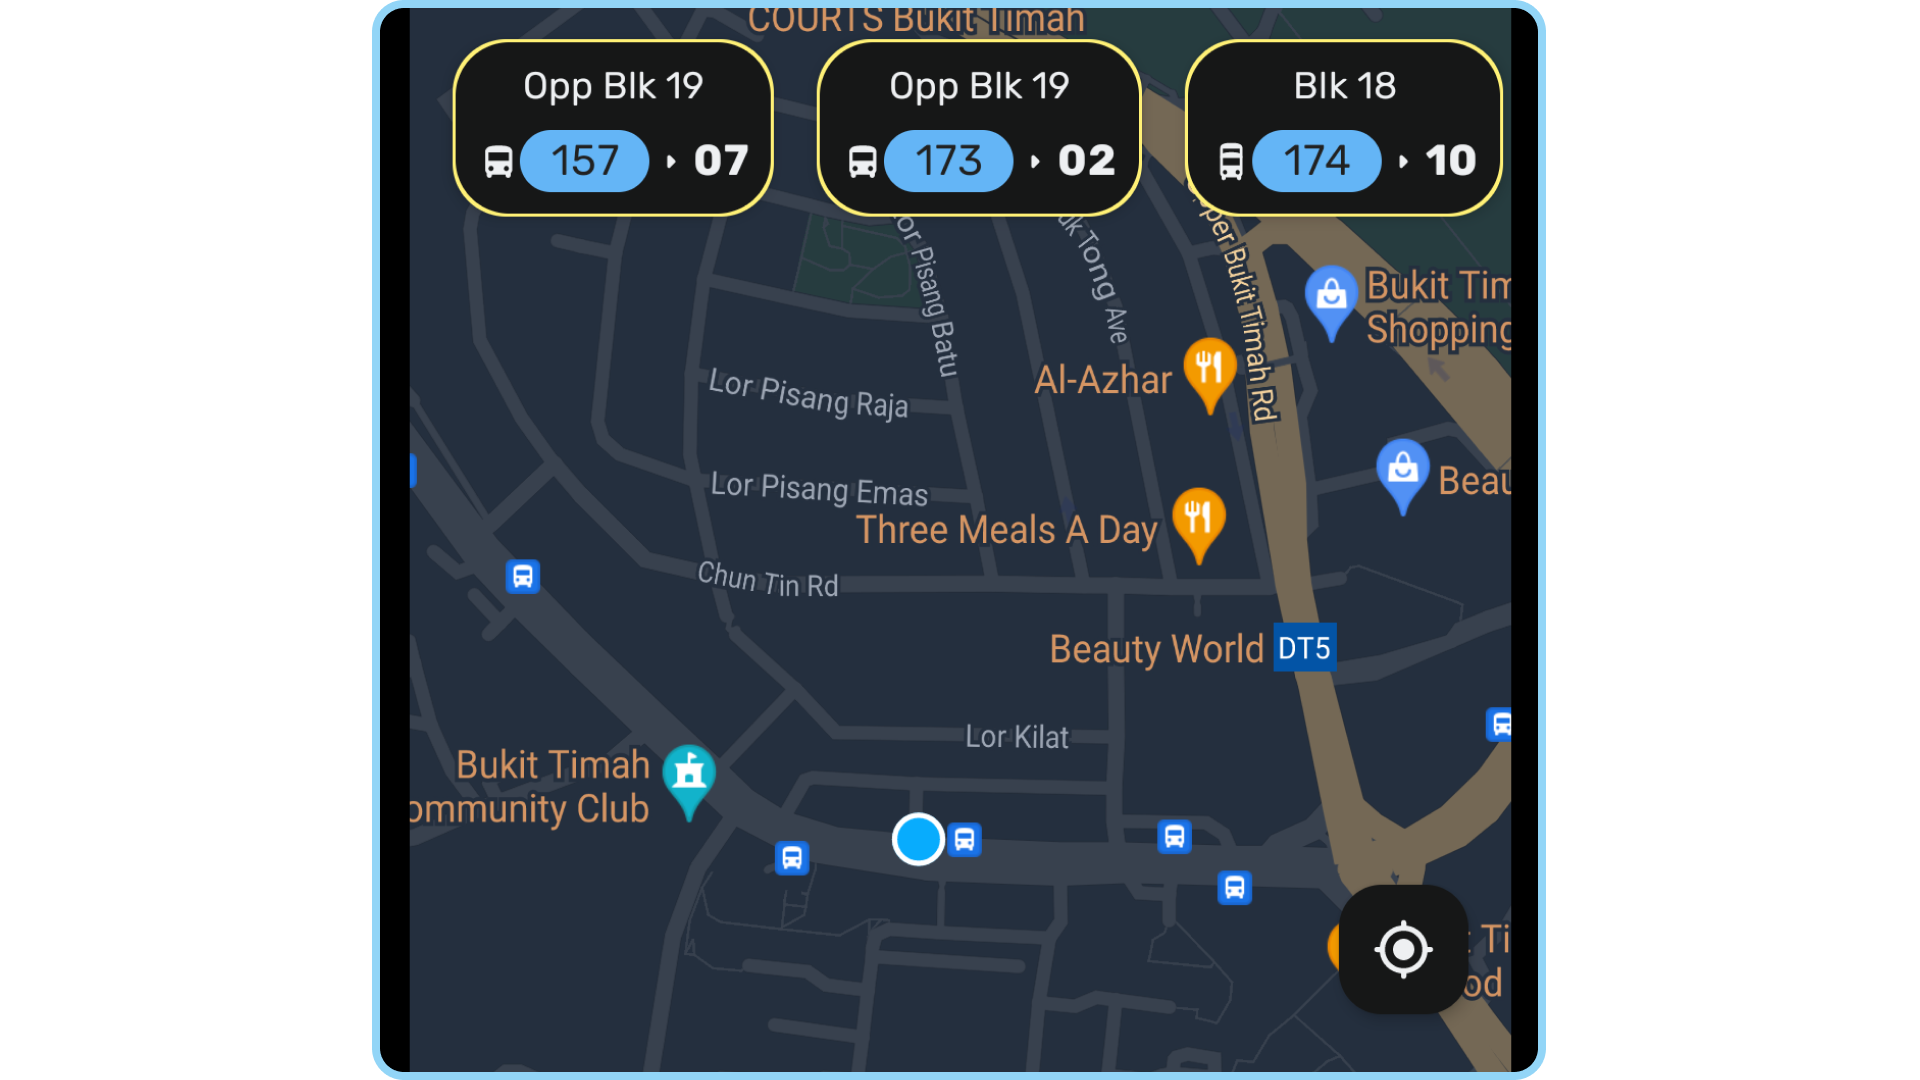 COURTS Bukit Timah
Opp Blk 19
157 07
Opp Blk 19
173 02
Blk 18
174 10
Lor Pisang Batu
Tong Ave
Bukit Timah Rd
Bukit Tim
Shopping
Al-Azhar
Lor Pisang Raja
Beau
Lor Pisang Emas
Three Meals A Day
Chun Tin Rd
Beauty World DT5
Lor Kilat
Bukit Timah
ommunity Club
Ti
od